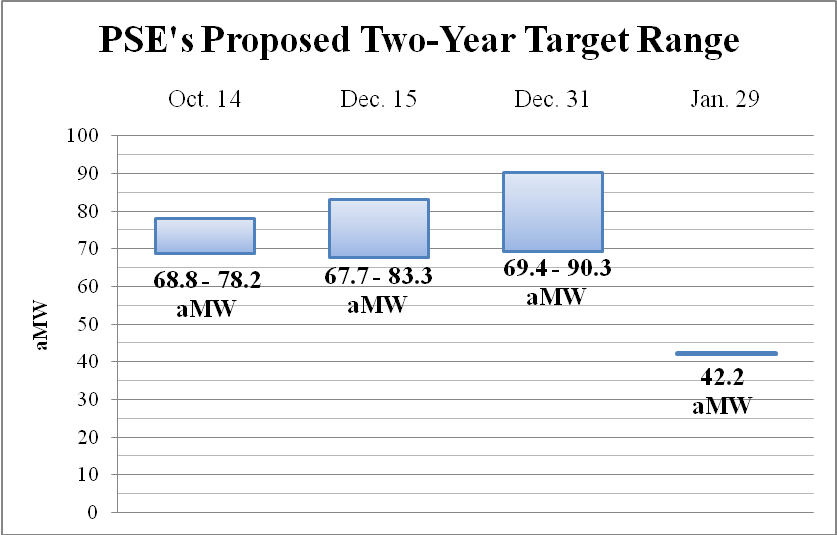 PSE's Proposed Two-Year Target Range
Oct. 14
Dec. 15
Dec. 31
Jan. 29
aMW
100
90
80
70
60
50
40
30
20
10
0
68.8 - 78.2
aMW
67.7 - 83.3
aMW
69.4 - 90.3
aMW
42.2
aMW